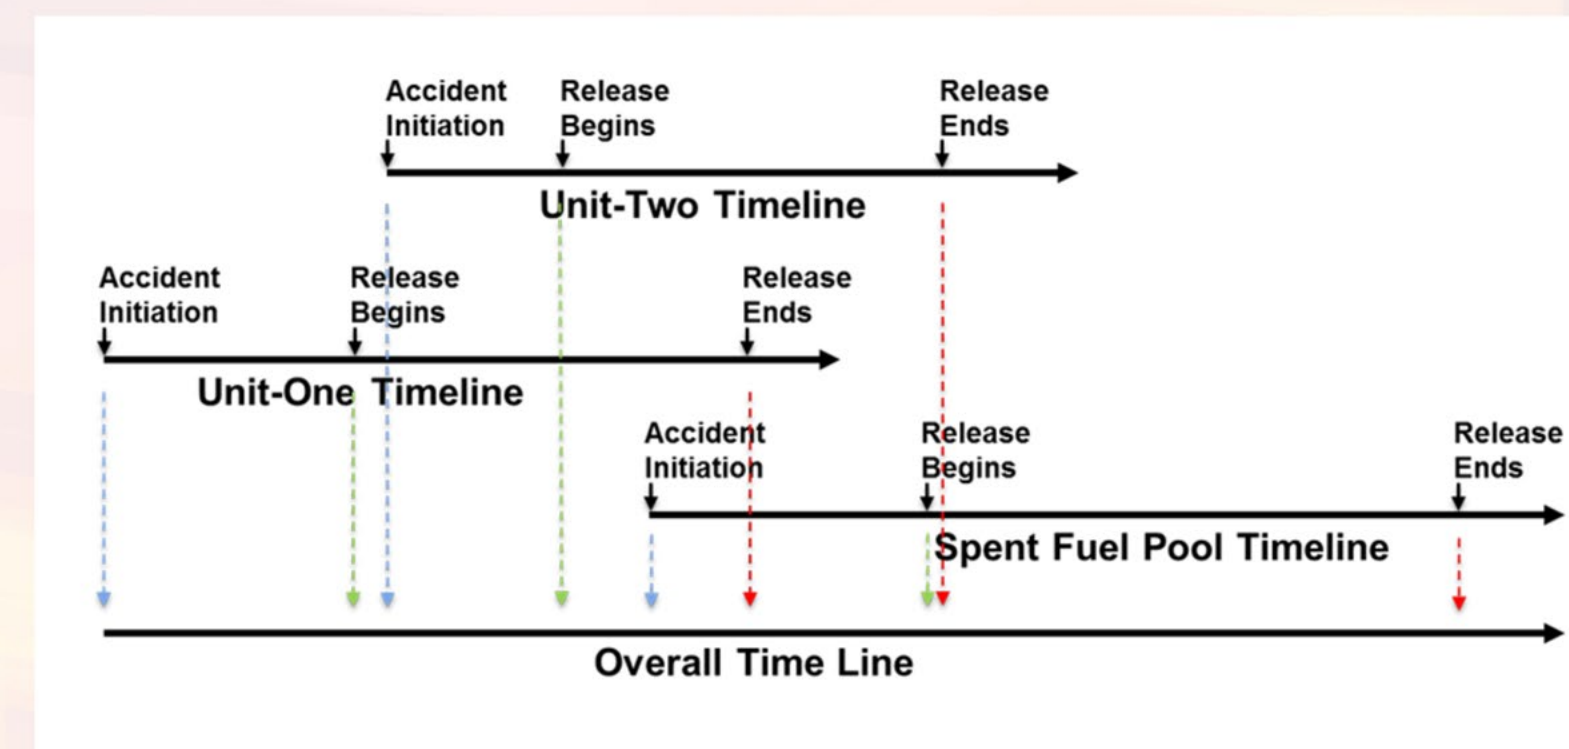 Accident Release Release
Initiation Begins Ends
Unit-Two Timeline
Accident Release Release
Initiation Begins Ends
Unit-One Timeline
Accident Release Release
Initiation Begins Ends
Spent Fuel Pool Timeline
Overall Time Line